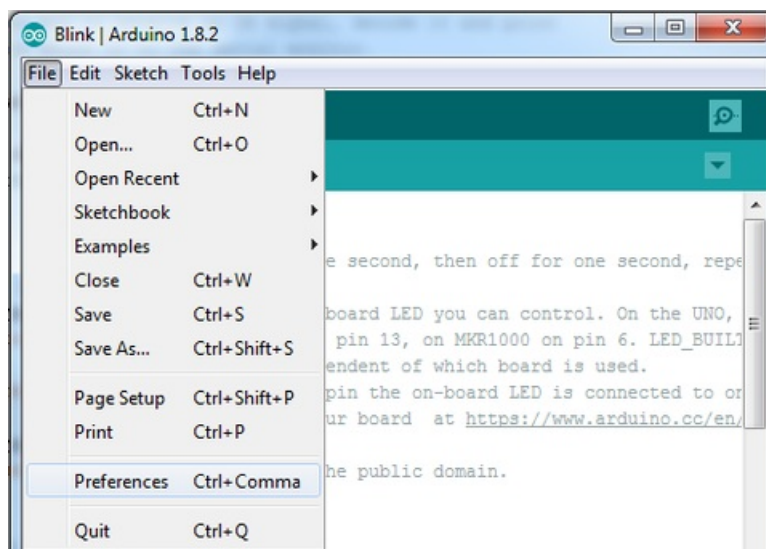 Blink | Arduino 1.8.2
File Edit Sketch Tools Help
New Ctrl+N
Open... Ctrl+O
Open Recent
Sketchbook
Examples
Close Ctrl+W
Save Ctrl+S
Save As... Ctrl+Shift+S
Page Setup Ctrl+Shift+P
Print Ctrl+P
Preferences Ctrl+Comma
Quit Ctrl+Q
e second, then off for one second, repe
board LED you can control. On the UNO,
pin 13, on MKR1000 on pin 6. LED_BUILT
endent of which board is used.
pin the on-board LED is connected to on
ur board at https://www.arduino.cc/en/
he public domain.